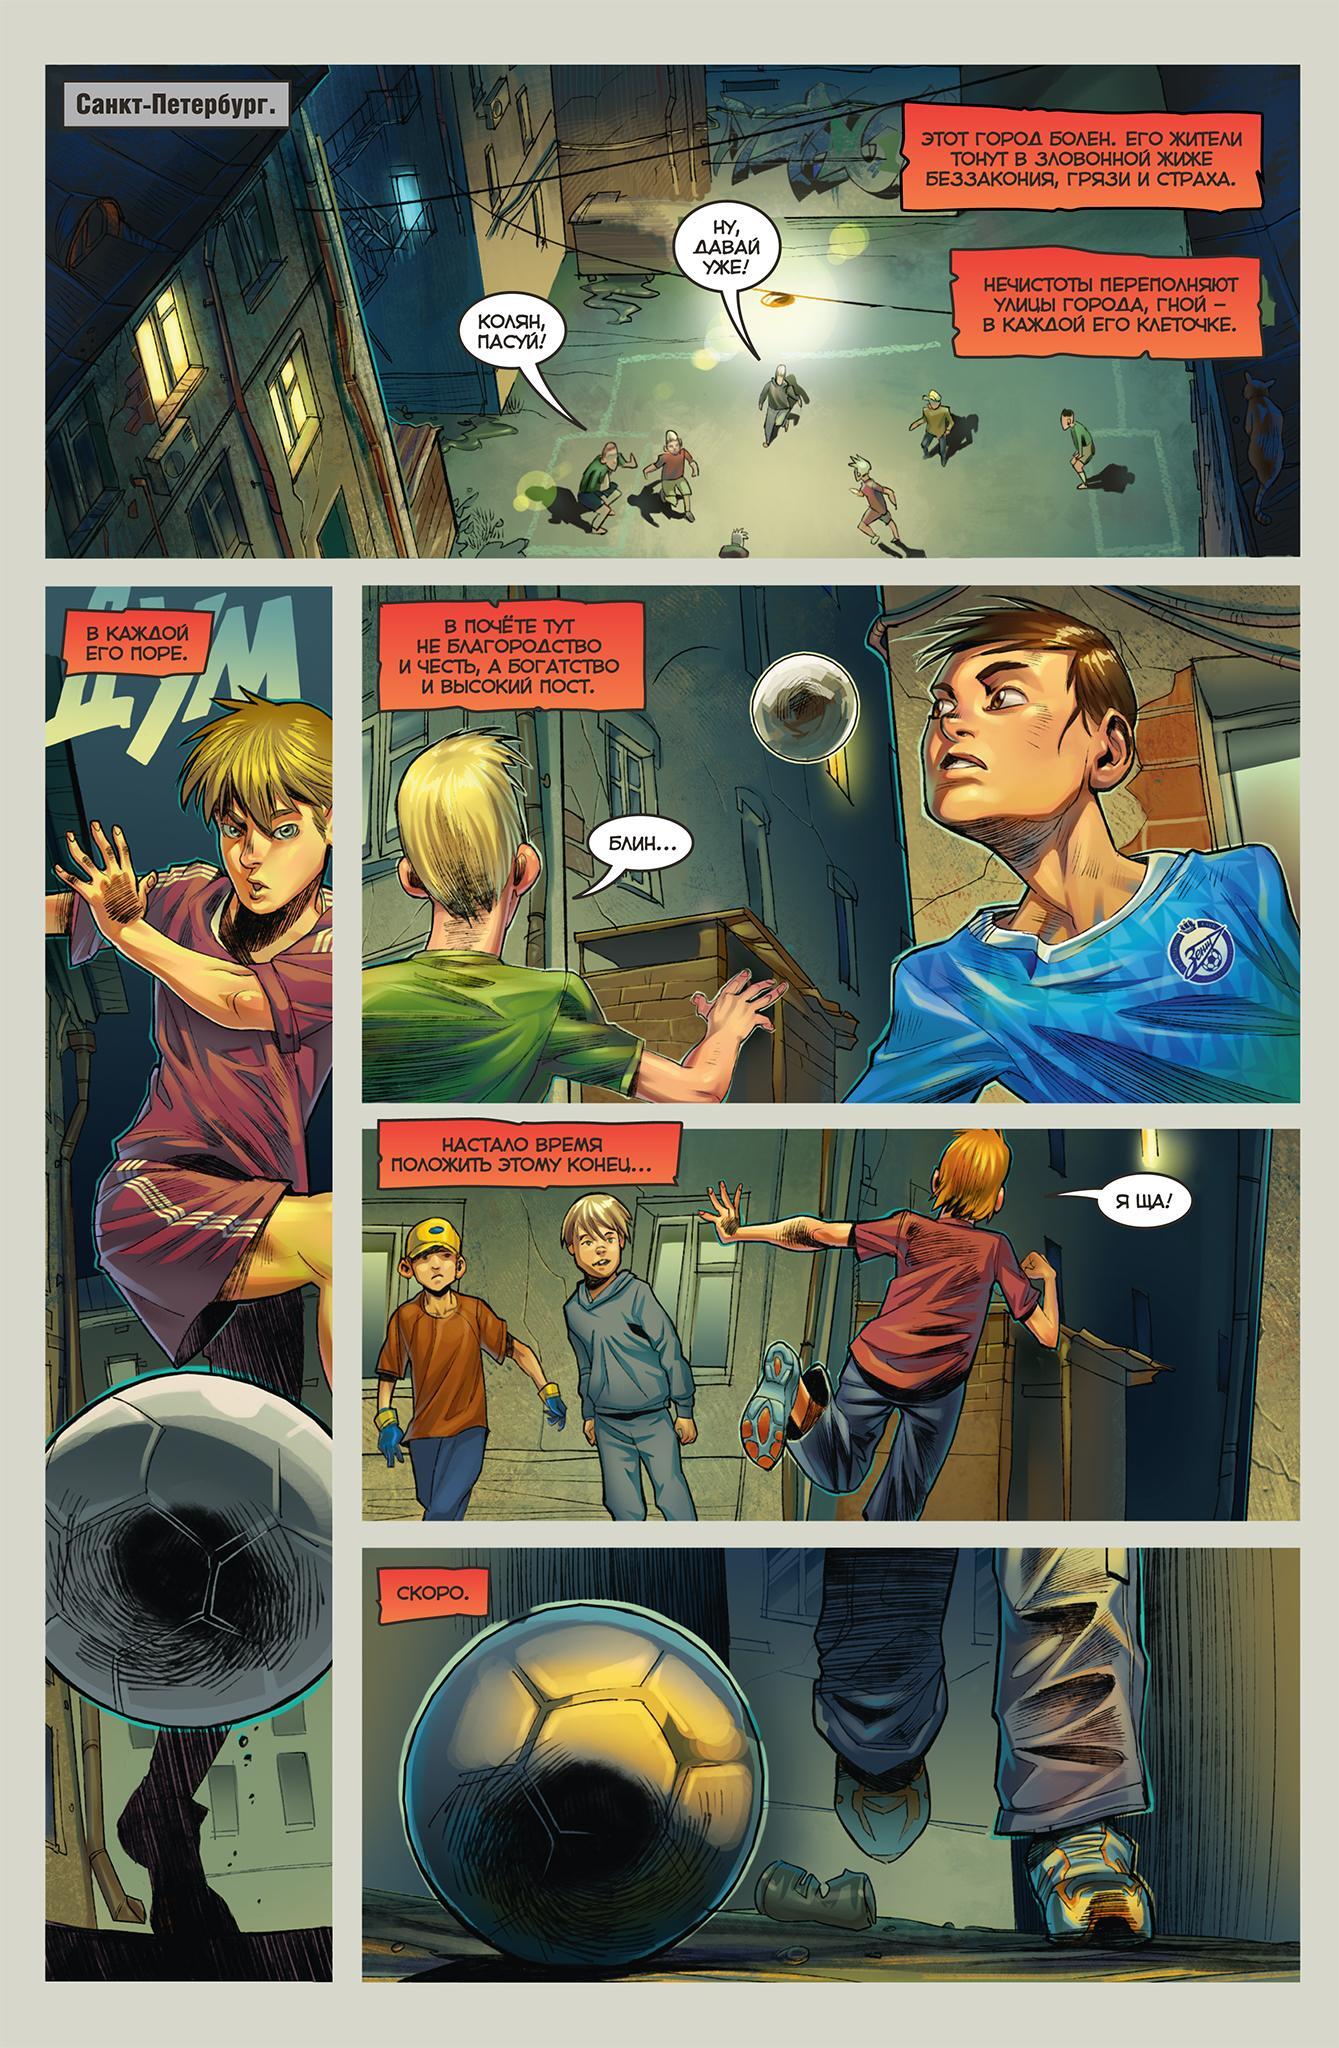 Санкт-Петербург.
ЭТОТ ГОРОД БОЛЕН. ЕГО ЖИТЕЛИ
ТОНУТ В ЗЛОВОННОЙ ЖИЖЕ
БЕЗЗАКОНИЯ, ГРЯЗИ И СТРАХА.
НУ,
ДАВАЙ
УЖЕ!
КОЛЯН,
ПАСУЙ!
НЕЧИСТОТЫ ПЕРЕПОЛНЯЮТ
УЛИЦЫ ГОРОДА, ГНОЙ –
В КАЖДОЙ ЕГО КЛЕТОЧКЕ.
В КАЖДОЙ
ЕГО ПОРЕ.
ДУМ
В ПОЧЁТЕ ТУТ
НЕ БЛАГОРОДСТВО
И ЧЕСТЬ, А БОГАТСТВО
И ВЫСОКИЙ ПОСТ.
БЛИН...
Зенит
НАСТАЛО ВРЕМЯ
ПОЛОЖИТЬ ЭТОМУ КОНЕЦ...
Я ЩА!
СКОРО.